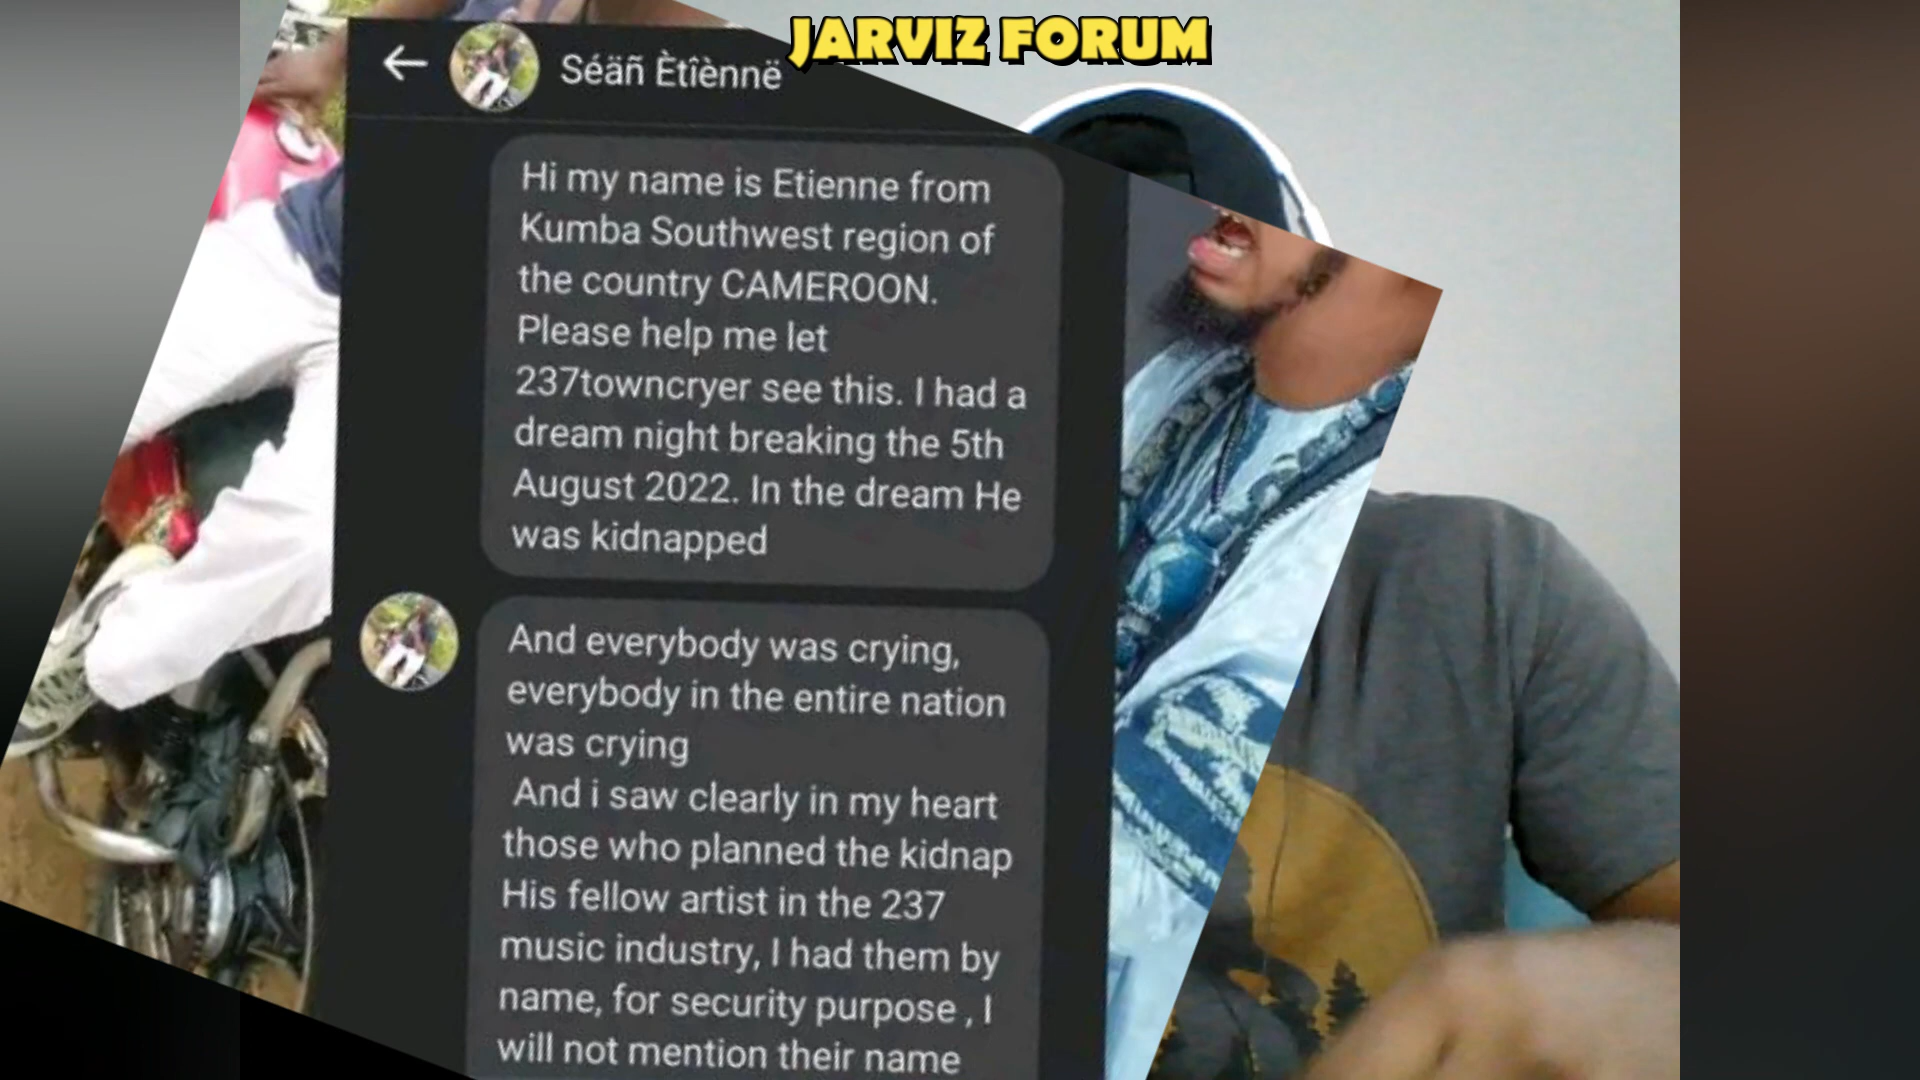 JARVIZ FORUM
Séäñ Ètîènnë
Hi my name is Etienne from
Kumba Southwest region of
the country CAMEROON.
Please help me let
237towncryer see this. I had a
dream night breaking the 5th
August 2022. In the dream He
was kidnapped
And everybody was crying,
everybody in the entire nation
was crying
And i saw clearly in my heart
those who planned the kidnap
His fellow artist in the 237
music industry, I had them by
name, for security purpose , I
will not mention their name